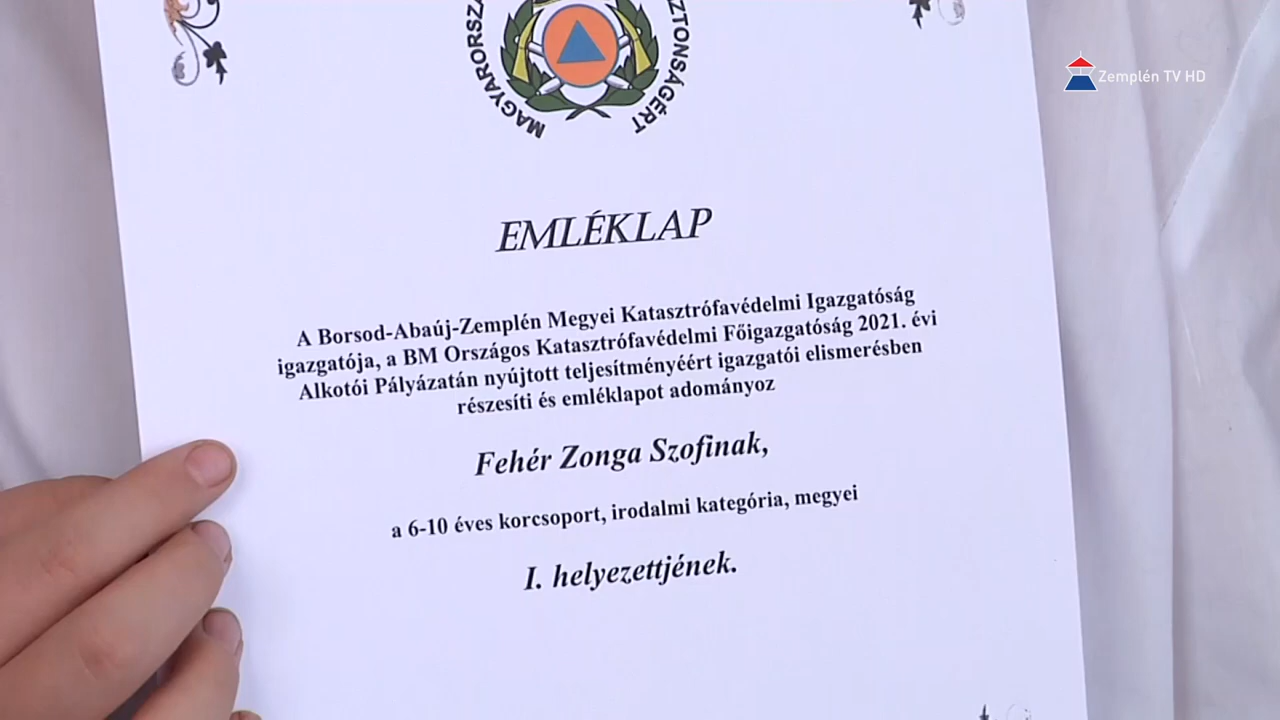 MAGYARORSZÁ
ZTONSÁGÉRT
Zemplén TV HD
EMLÉKLAP
A Borsod-Abaúj-Zemplén Megyei Katasztrófavédelmi Igazgatóság
igazgatója, a BM Országos Katasztrófavédelmi Főigazgatóság 2021. évi
Alkotói Pályázatán nyújtott teljesítményéért igazgatói elismerésben
részesíti és emléklapot adományoz
Fehér Zonga Szofinak,
a 6-10 éves korcsoport, irodalmi kategória, megyei
I. helyezettjének.